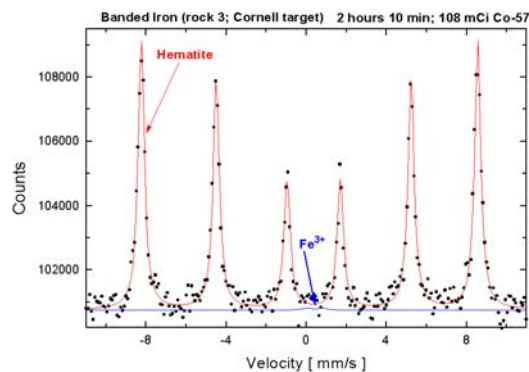 Banded Iron (rock 3; Cornell target) 2 hours 10 min; 108 mCi Co-57
Hematite
108000
106000
104000
102000
Counts
Fe3+
-8
-4
0
4
8
Velocity [ mm/s ]